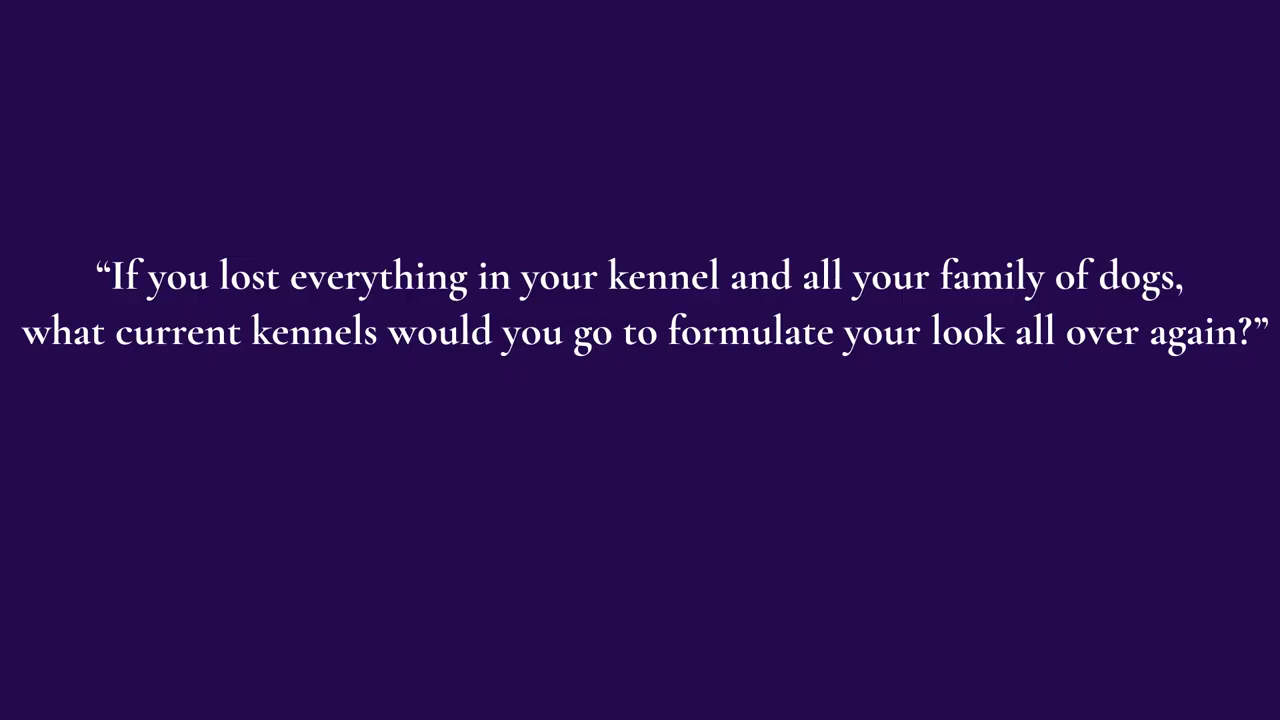 “If you lost everything in your kennel and all your family of dogs,
what current kennels would you go to formulate your look all over again?”